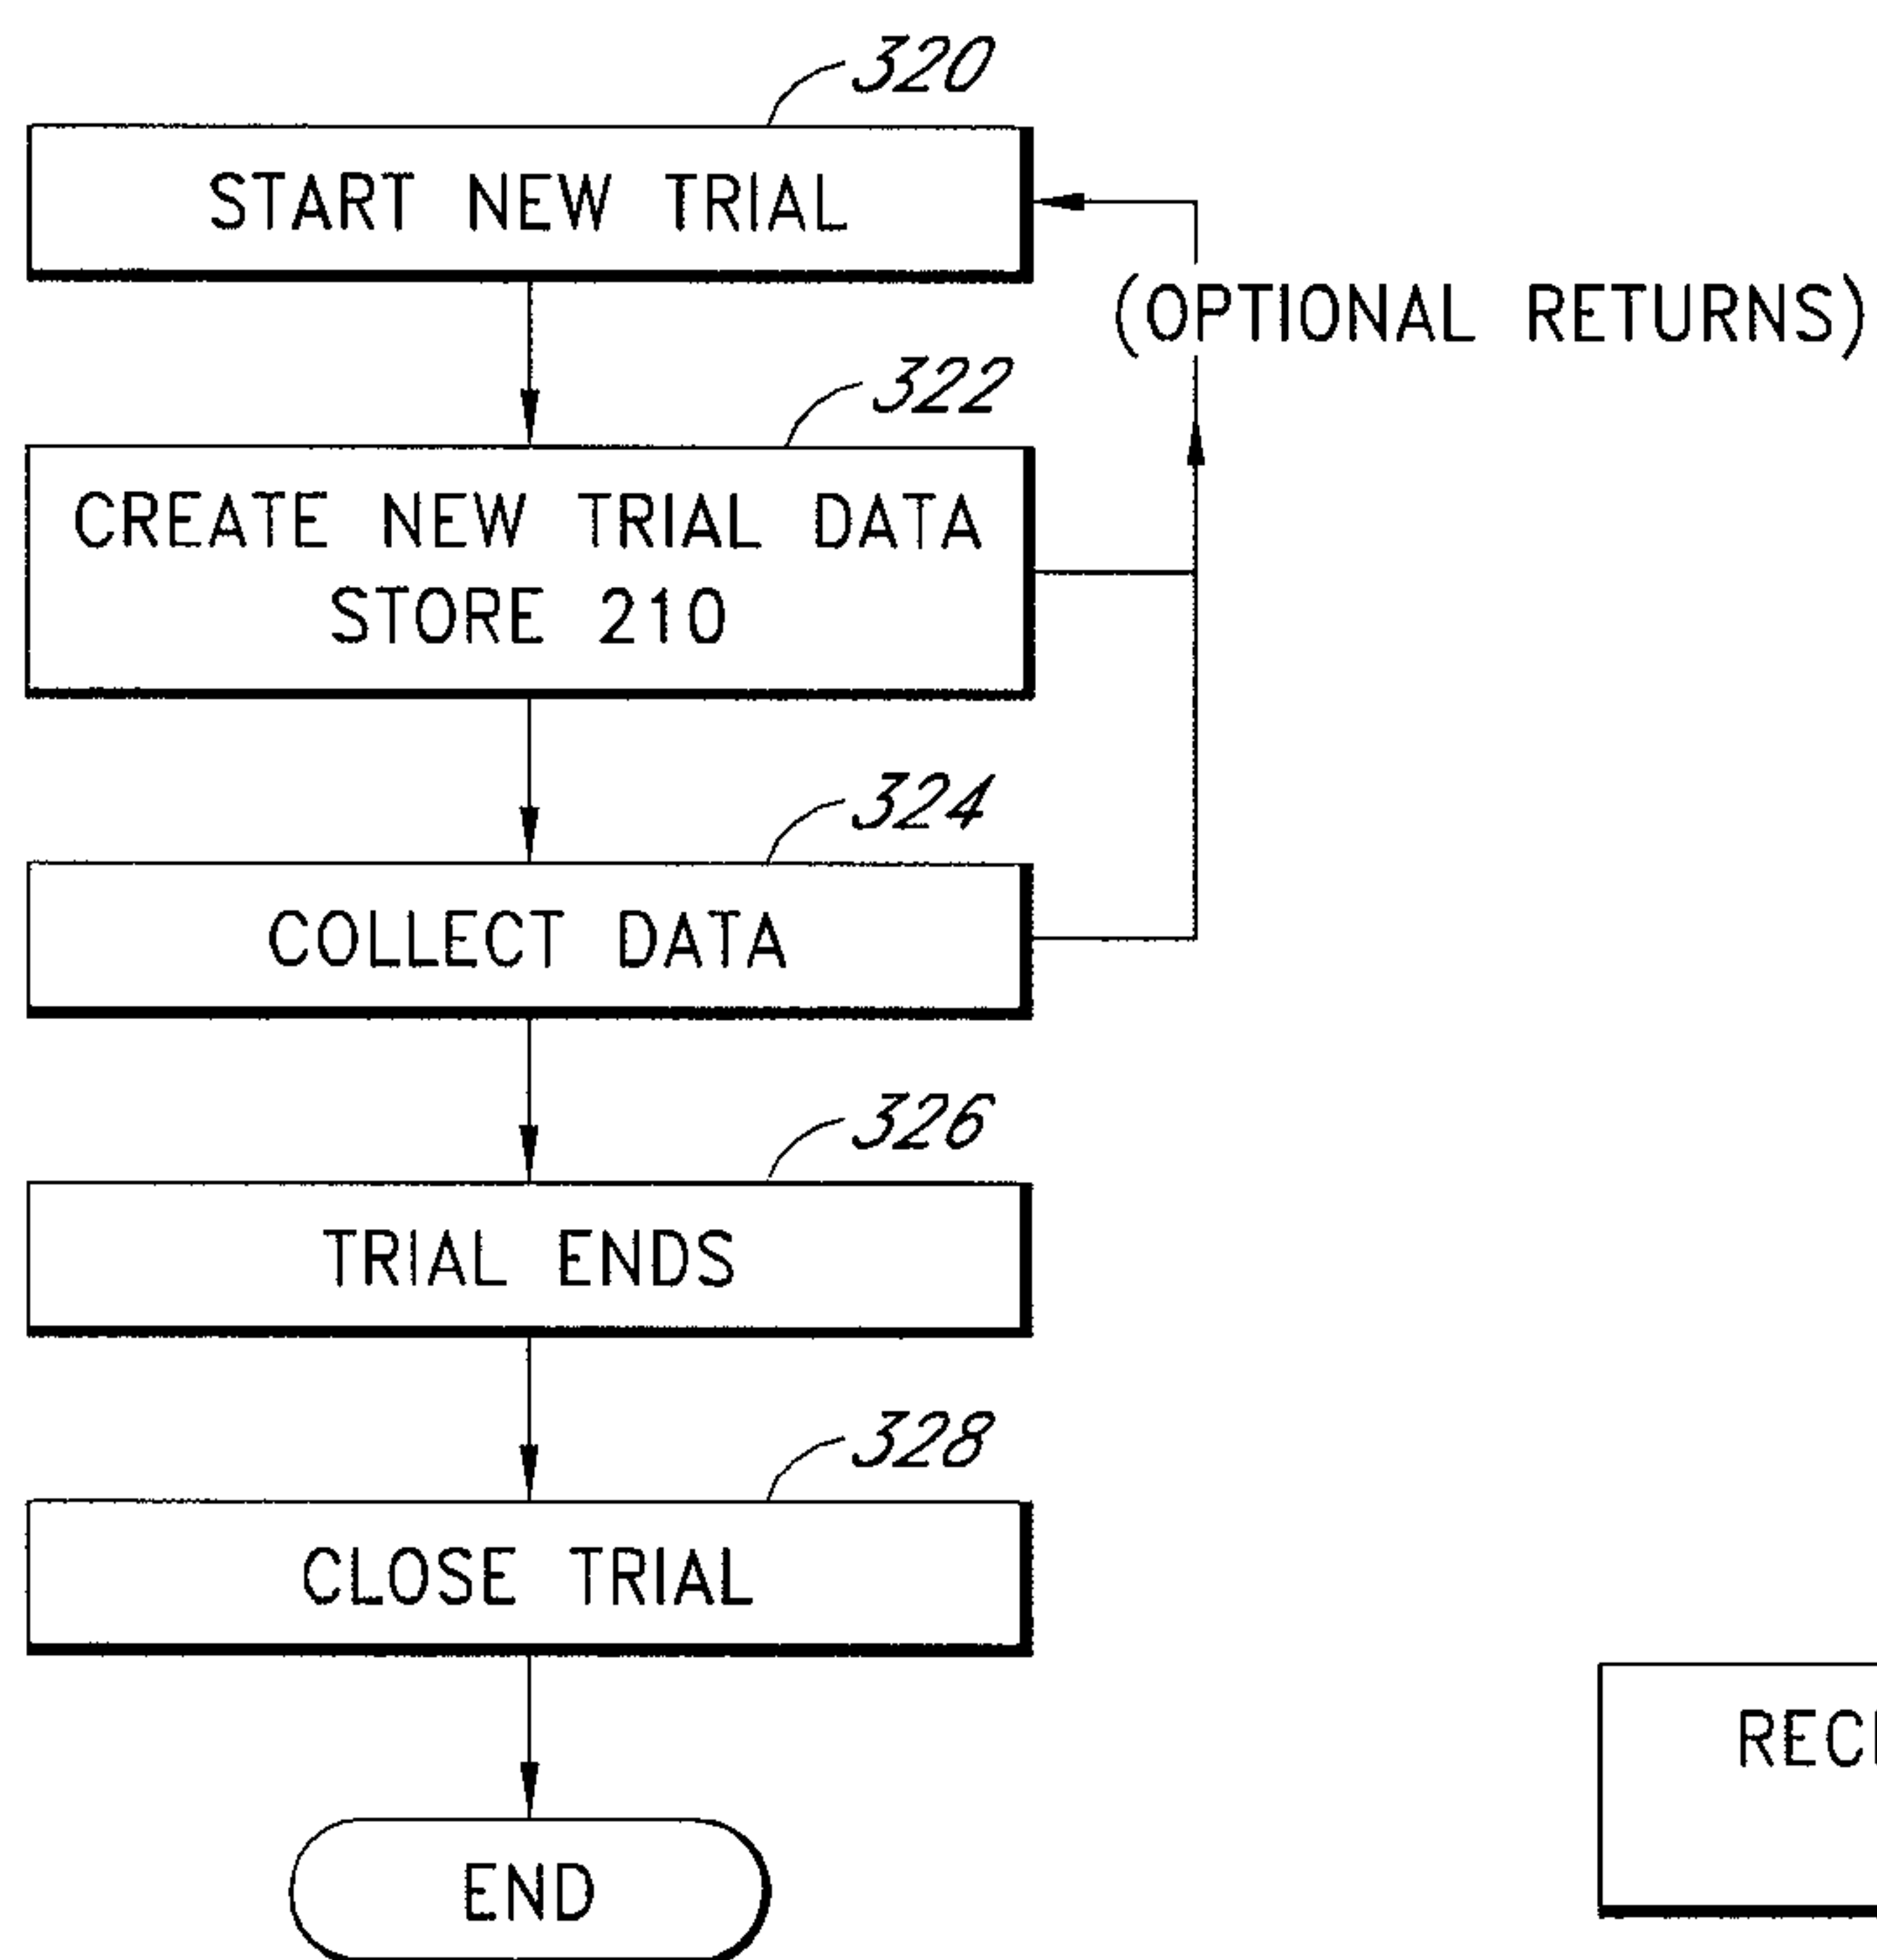 320
START NEW TRIAL
(OPTIONAL RETURNS)
322
CREATE NEW TRIAL DATA
STORE 210
324
COLLECT DATA
326
TRIAL ENDS
328
CLOSE TRIAL
END